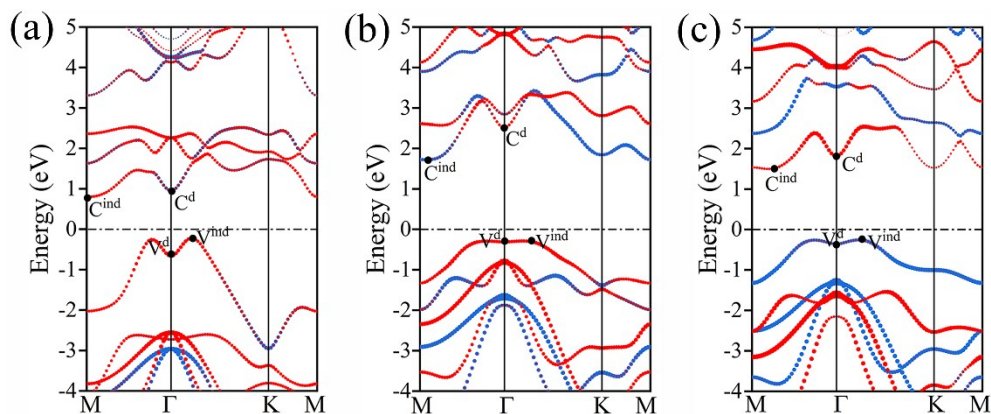 (a)
Energy (eV)
5
4
3
2
1
0
-1
-2
-3
-4
C^ind
C^d
V^d
V^ind
M
Γ
K
M
(b)
Energy (eV)
5
4
3
2
1
0
-1
-2
-3
-4
C^ind
C^d
V^d
V^ind
M
Γ
K
M
(c)
Energy (eV)
5
4
3
2
1
0
-1
-2
-3
-4
C^ind
C^d
V^d
V^ind
M
Γ
K
M